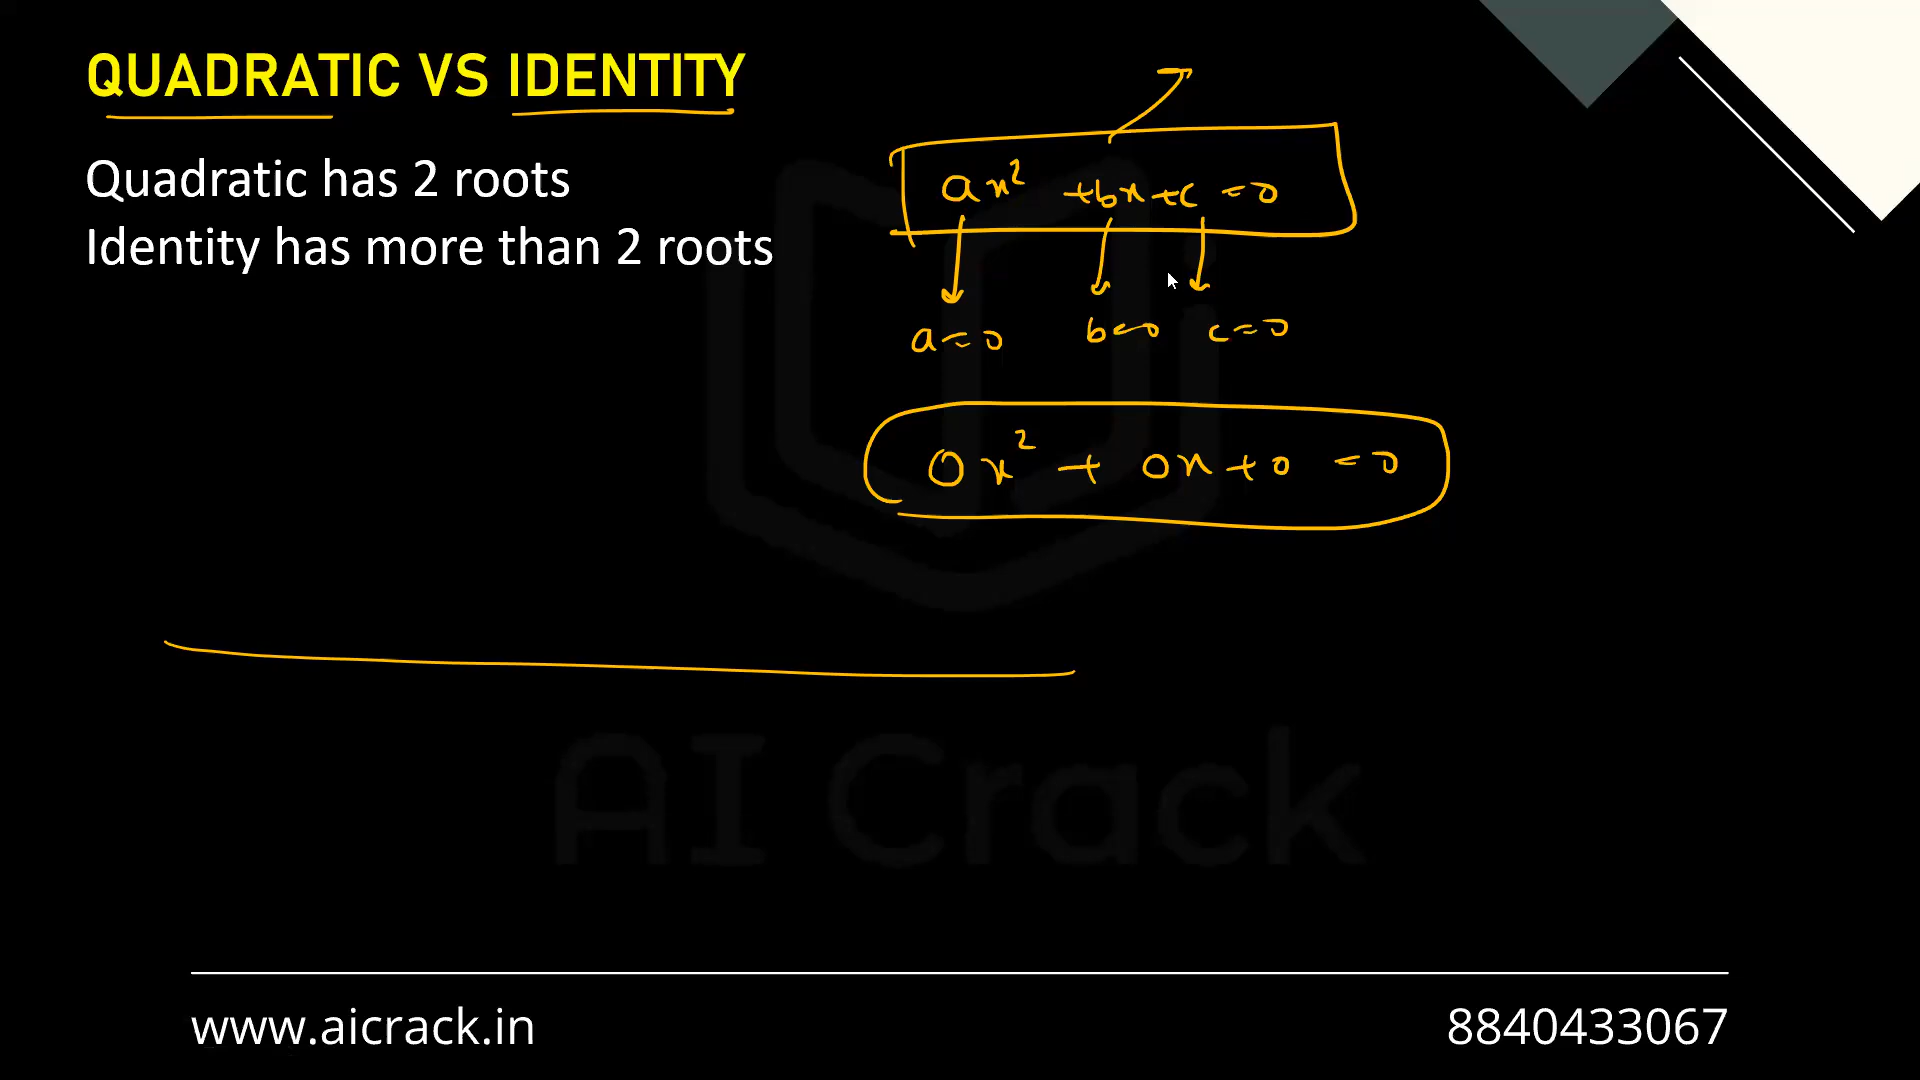 QUADRATIC VS IDENTITY
Quadratic has 2 roots
Identity has more than 2 roots
ax² +bx+c =0
a=0 b=0 c=0
0x² + 0x+0 =0
AI Crack
www.aicrack.in
8840433067